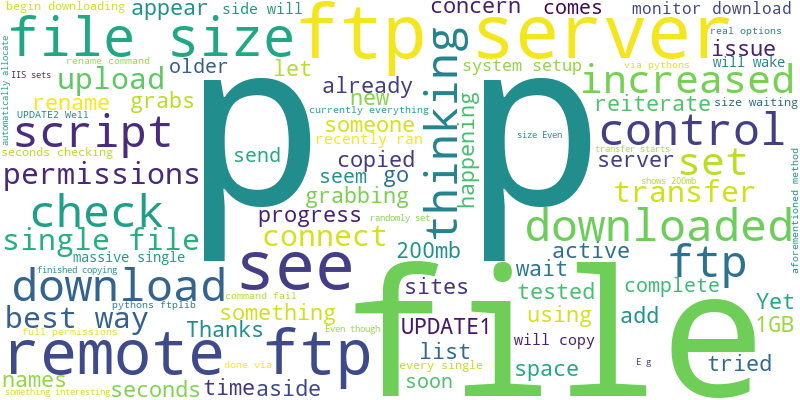 begin downloading
appear
side will
concern
comes
monitor download
file size
ftp server
real options
issue
rename command
older
let
thinking
system setup
via pythons
will wake
IIS sets
upload
already
increased
automatically allocate
rename
grabs
new
currently everything
happening
reiterate
size waiting
UPDATE2 Well
someone
script
p
p
control
recently ran
size Even
seconds checking
send
copied
transfer starts
server
set
permissions
seem
go
shows 200mb
aforementioned method
check
grabbing
transfer
progress
randomly set
downloaded
single file
connect
massive single
200mb
active
ftp
finished copying
see
wait
download
sites
tested
complete
Yet
command fail
file
pythons ftplib
something
using
add
1GB
best way
Thanks
Even though
UPDATE1
full permissions
will copy
remote ftp
list
done via
every single
space
E g
tried
names
seconds
time
aside
soon
something interesting